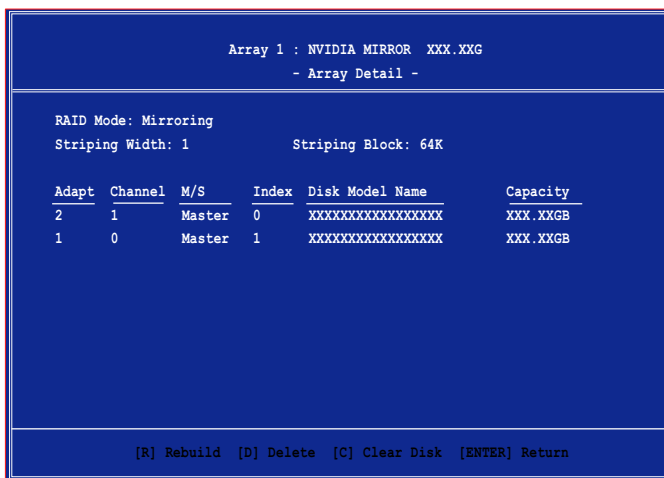 Array 1 : NVIDIA MIRROR XXX.XXG
- Array Detail -
RAID Mode: Mirroring
Striping Width: 1 Striping Block: 64K
Adapt Channel M/S Index Disk Model Name Capacity
2 1 Master 0 XXXXXXXXXXXXXXXXX XXX.XXGB
1 0 Master 1 XXXXXXXXXXXXXXXXX XXX.XXGB
[R] Rebuild [D] Delete [C] Clear Disk [ENTER] Return